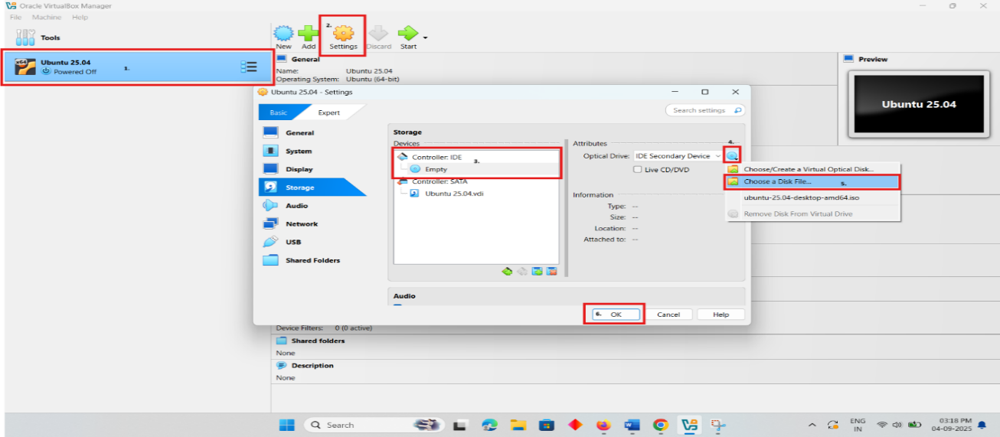 Oracle VirtualBox Manager
File Machine Help
Tools
2.
New Add Settings Discard Start
Ubuntu 25.04
Powered Off
1.
General
Name: Ubuntu 25.04
Operating System: Ubuntu (64-bit)
Preview
Ubuntu 25.04
Ubuntu 25.04 - Settings
Basic Expert
Search settings
General
System
Display
Storage
Audio
Network
USB
Shared Folders
Storage
Devices
Controller: IDE
3.
Empty
Controller: SATA
Ubuntu 25.04.vdi
Attributes
4.
Optical Drive: IDE Secondary Device
Live CD/DVD
Information
Type: --
Size: --
Location: --
Attached to: --
Choose/Create a Virtual Optical Disk...
Choose a Disk File...
5.
ubuntu-25.04-desktop-amd64.iso
Remove Disk From Virtual Drive
Audio
6. OK Cancel Help
Device Filters: 0 (0 active)
Shared folders
None
Description
None
Search
ENG
IN
03:18 PM
04-09-2025